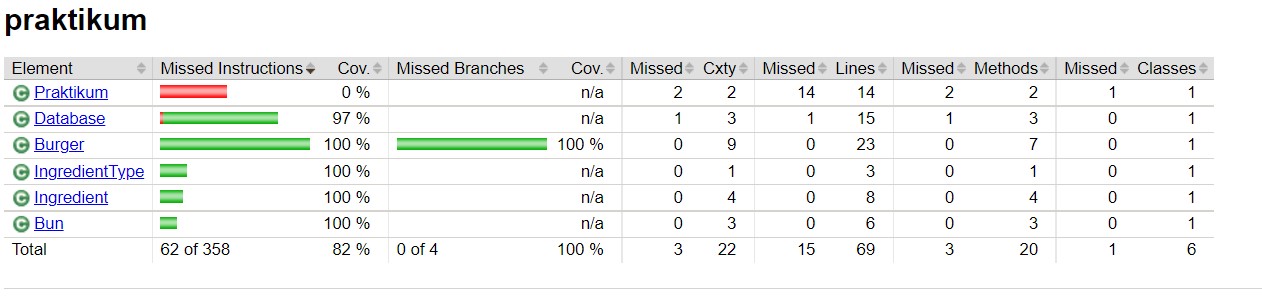 praktikum
Element Missed Instructions Cov. Missed Branches Cov. Missed Cxty Missed Lines Missed Methods Missed Classes
C Praktikum 0 % n/a 2 2 14 14 2 2 1 1
C Database 97 % n/a 1 3 1 15 1 3 0 1
C Burger 100 % 100 % 0 9 0 23 0 7 0 1
C IngredientType 100 % n/a 0 1 0 3 0 1 0 1
C Ingredient 100 % n/a 0 4 0 8 0 4 0 1
C Bun 100 % n/a 0 3 0 6 0 3 0 1
Total 62 of 358 82 % 0 of 4 100 % 3 22 15 69 3 20 1 6